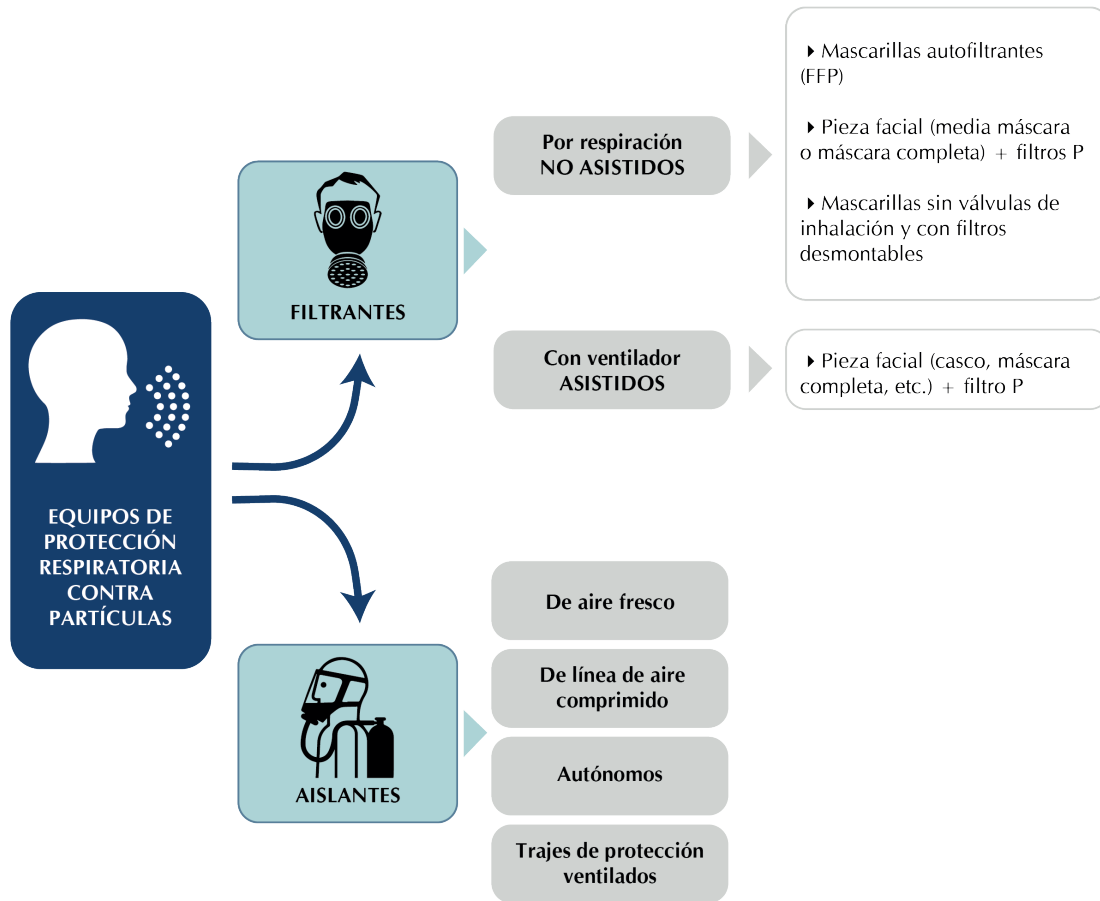 EQUIPOS DE
PROTECCIÓN
RESPIRATORIA
CONTRA
PARTÍCULAS
FILTRANTES
Por respiración
NO ASISTIDOS
Mascarillas autofiltrantes
(FFP)
Pieza facial (media máscara
o máscara completa) + filtros P
Mascarillas sin válvulas de
inhalación y con filtros
desmontables
Con ventilador
ASISTIDOS
Pieza facial (casco, máscara
completa, etc.) + filtro P
AISLANTES
De aire fresco
De línea de aire
comprimido
Autónomos
Trajes de protección
ventilados